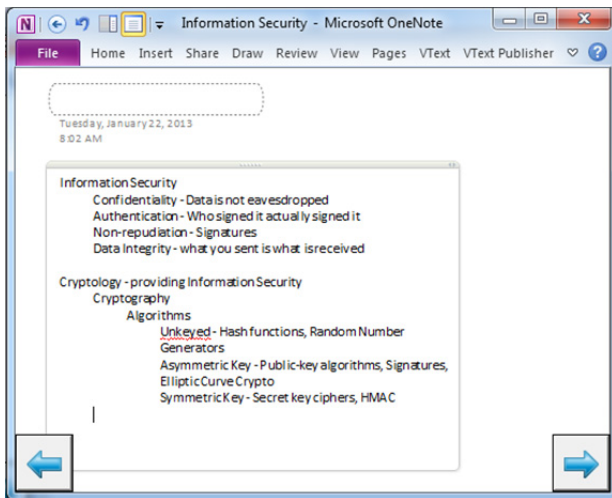 Information Security - Microsoft OneNote
File Home Insert Share Draw Review View Pages VText VText Publisher
Tuesday, January 22, 2013
8:02 AM
Information Security
Confidentiality - Data is not eavesdropped
Authentication - Who signed it actually signed it
Non-repudiation - Signatures
Data Integrity - what you sent is what is received
Cryptology - providing Information Security
Cryptography
Algorithms
Unkeyed - Hash functions, Random Number
Generators
Asymmetric Key - Public-key algorithms, Signatures,
Elliptic Curve Crypto
Symmetric Key - Secret key ciphers, HMAC